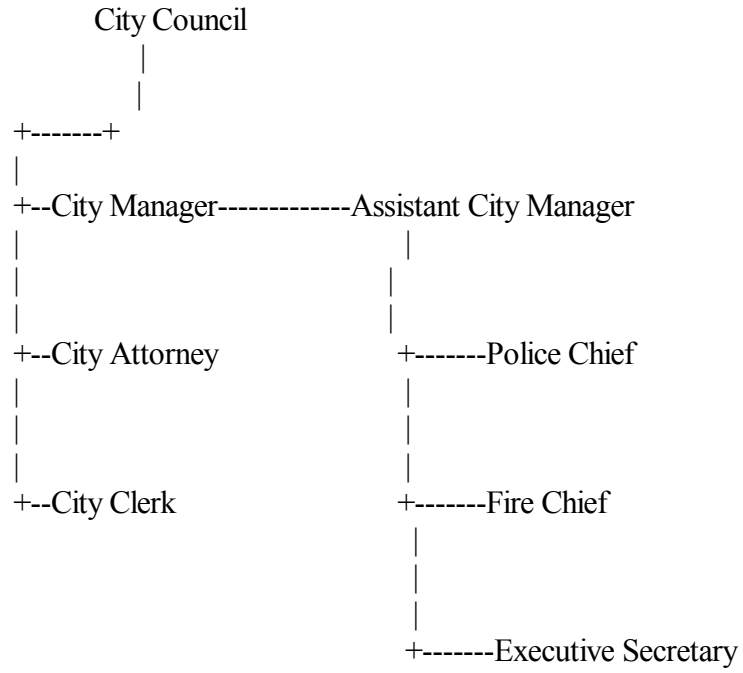 City Council
|
|
+-------+
|
+--City Manager-------------Assistant City Manager
| |
| |
| |
+--City Attorney +-------Police Chief
| |
| |
| |
+--City Clerk +-------Fire Chief
|
|
|
+-------Executive Secretary